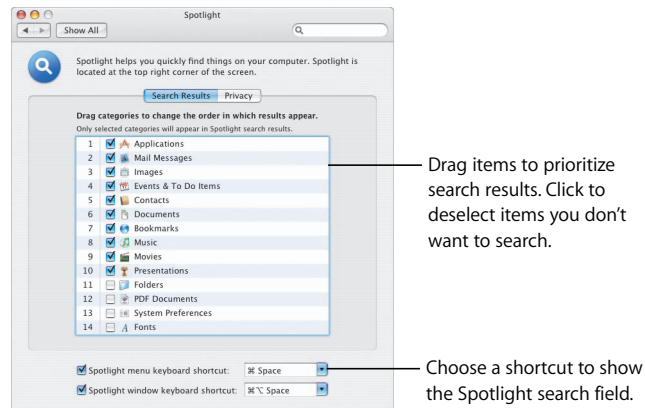 Spotlight
Show All
Spotlight helps you quickly find things on your computer. Spotlight is
located at the top right corner of the screen.
Search Results Privacy
Drag categories to change the order in which results appear.
Only selected categories will appear in Spotlight search results.
1 Applications
2 Mail Messages
3 Images
4 Events & To Do Items
5 Contacts
6 Documents
7 Bookmarks
8 Music
9 Movies
10 Presentations
11 Folders
12 PDF Documents
13 System Preferences
14 Fonts
Drag items to prioritize
search results. Click to
deselect items you don't
want to search.
Spotlight menu keyboard shortcut: ⌘ Space
Spotlight window keyboard shortcut: ⌘⌥ Space
Choose a shortcut to show
the Spotlight search field.